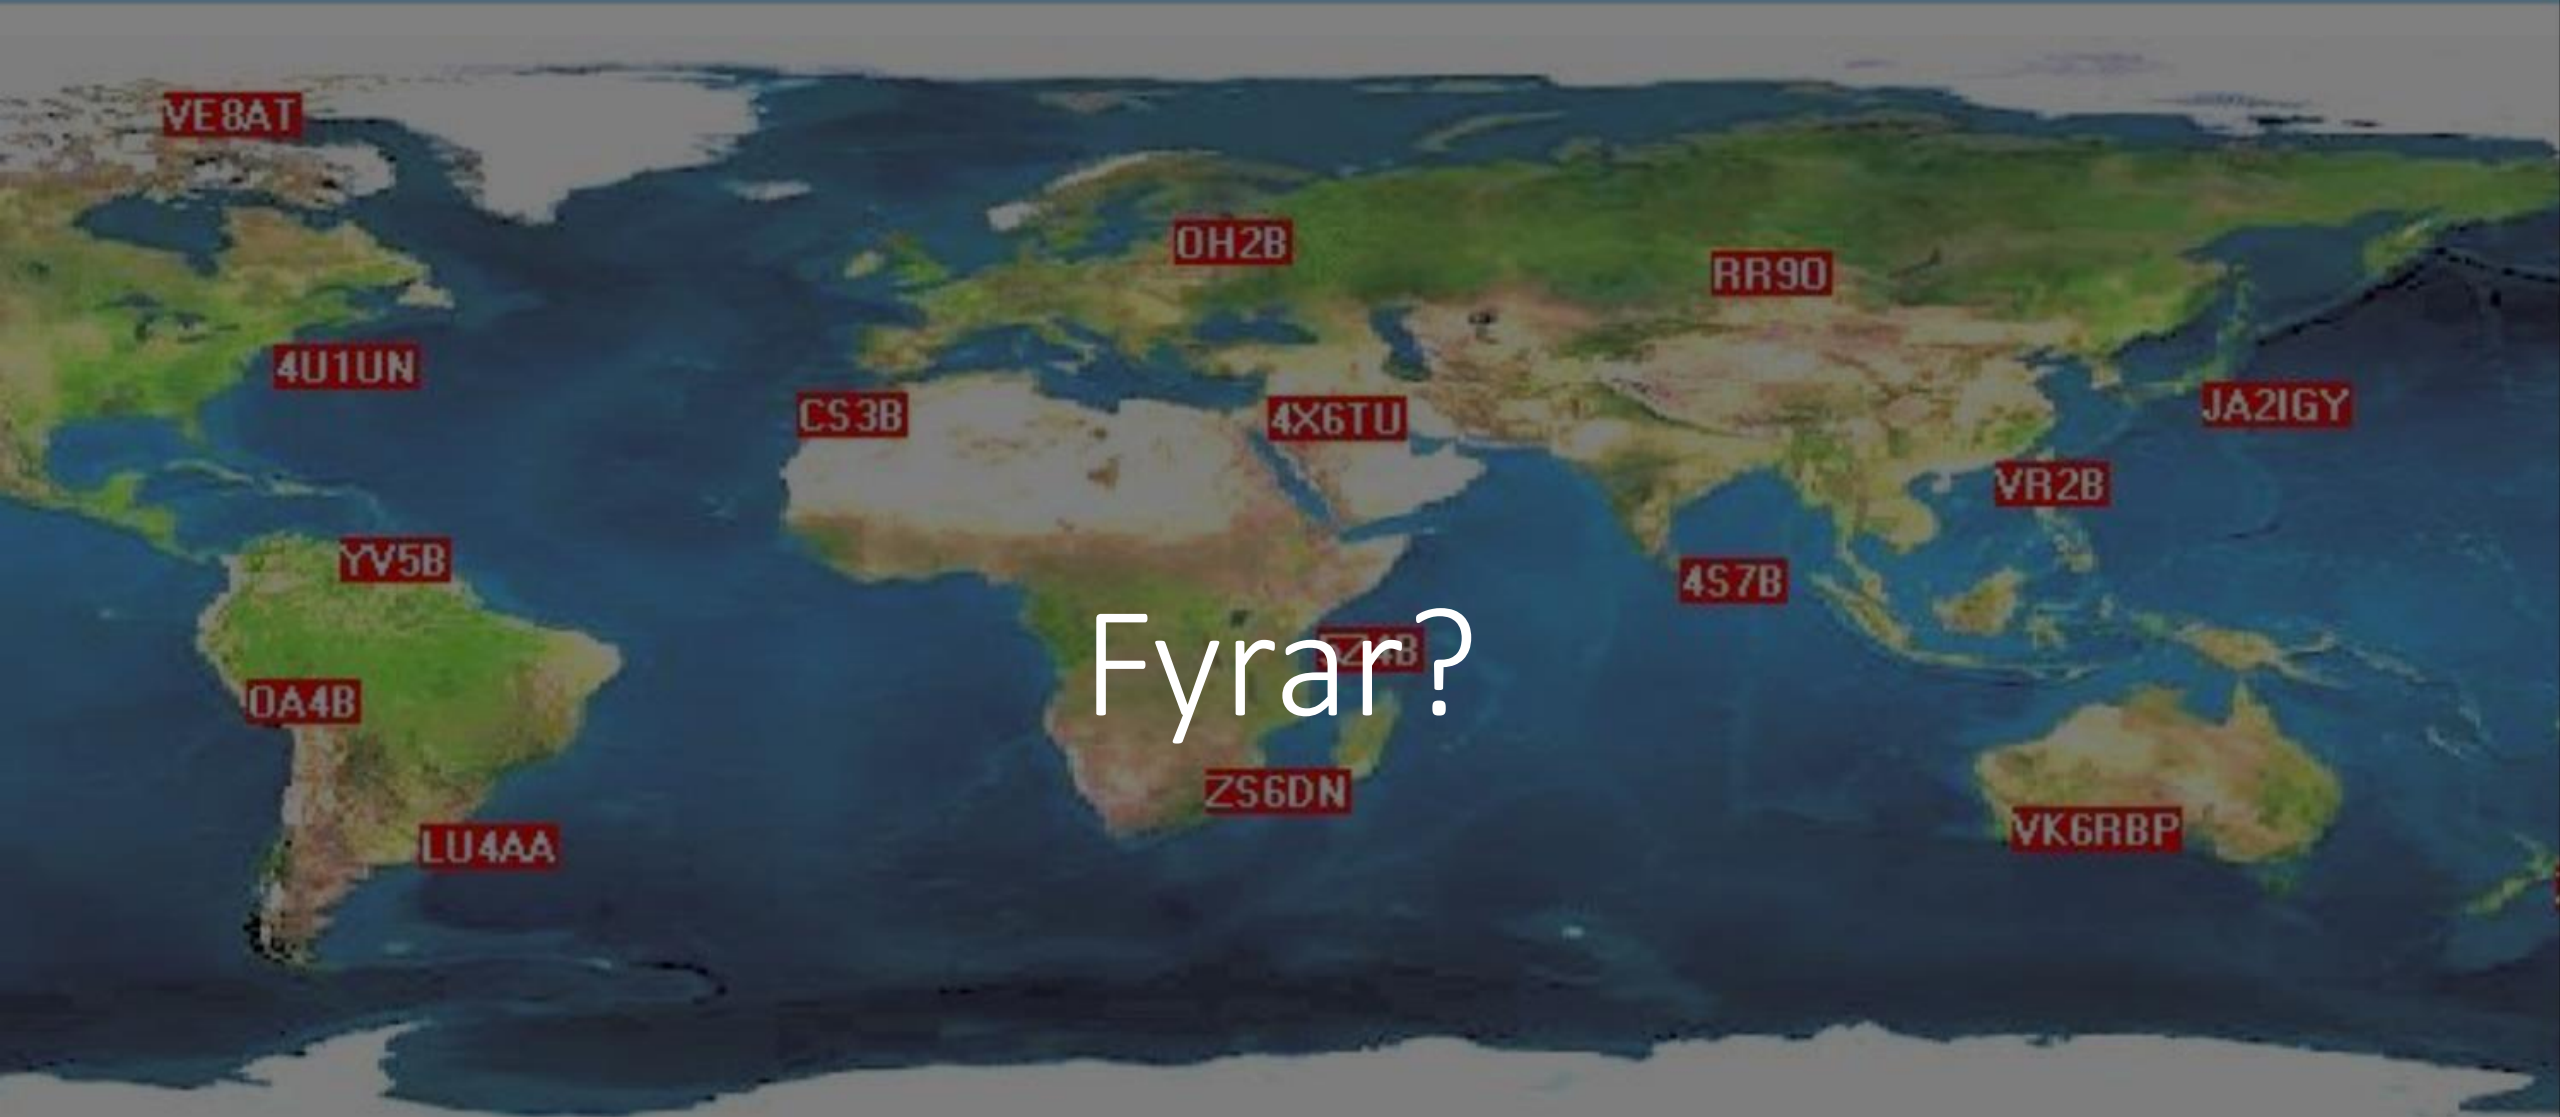 VE8AT
OH2B
RR9O
4U1UN
CS3B
4X6TU
JA2IGY
VR2B
YV5B
4S7B
Fyrar?
OA4B
ZS6DN
LU4AA
VK6RBP